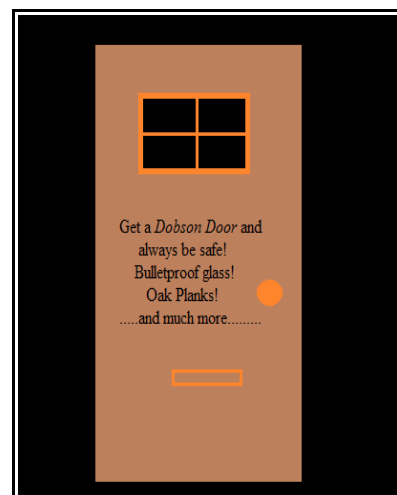 Get a Dobson Door and
always be safe!
Bulletproof glass!
Oak Planks!
.....and much more.........